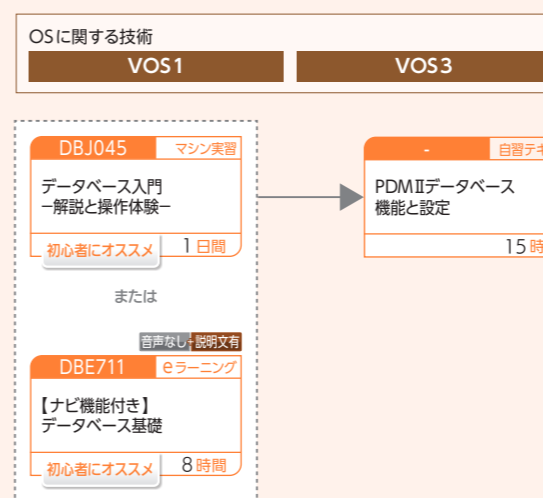 OSに関する技術
VOS1
VOS3
DBJ045
マシン実習
データベース入門
−解説と操作体験−
初心者にオススメ
1日間
または
音声なし・説明文有
DBE711
eラーニング
【ナビ機能付き】
データベース基礎
初心者にオススメ
8時間
-
自習テキ
PDMⅡデータベース
機能と設定
15時